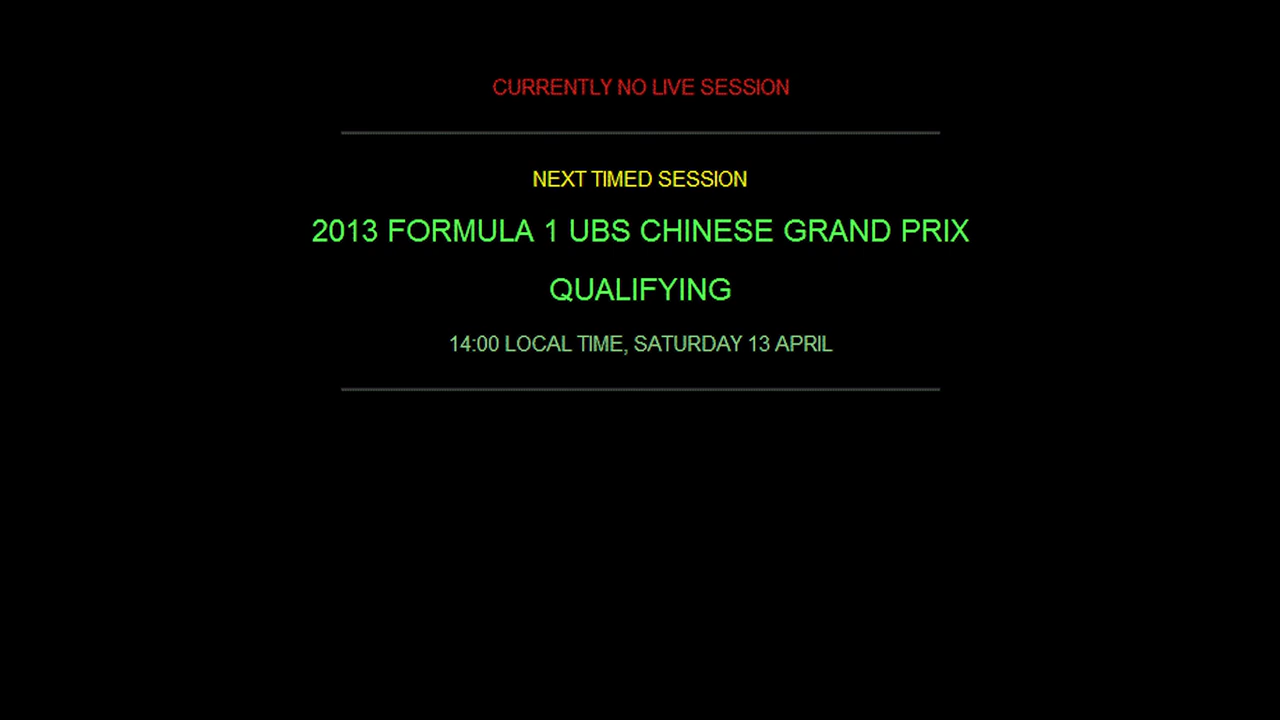 CURRENTLY NO LIVE SESSION
NEXT TIMED SESSION
2013 FORMULA 1 UBS CHINESE GRAND PRIX
QUALIFYING
14:00 LOCAL TIME, SATURDAY 13 APRIL